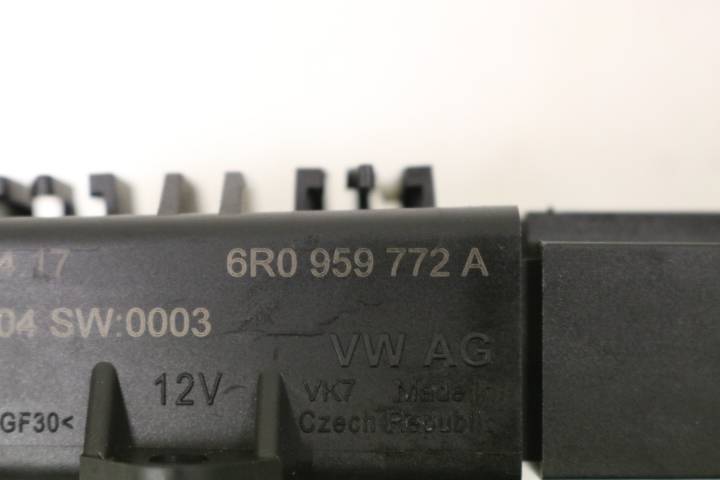 4.17 6R0 959 772 A
04 SW:0003
VW AG
12V VK7 Made in
GF30< Czech Republic